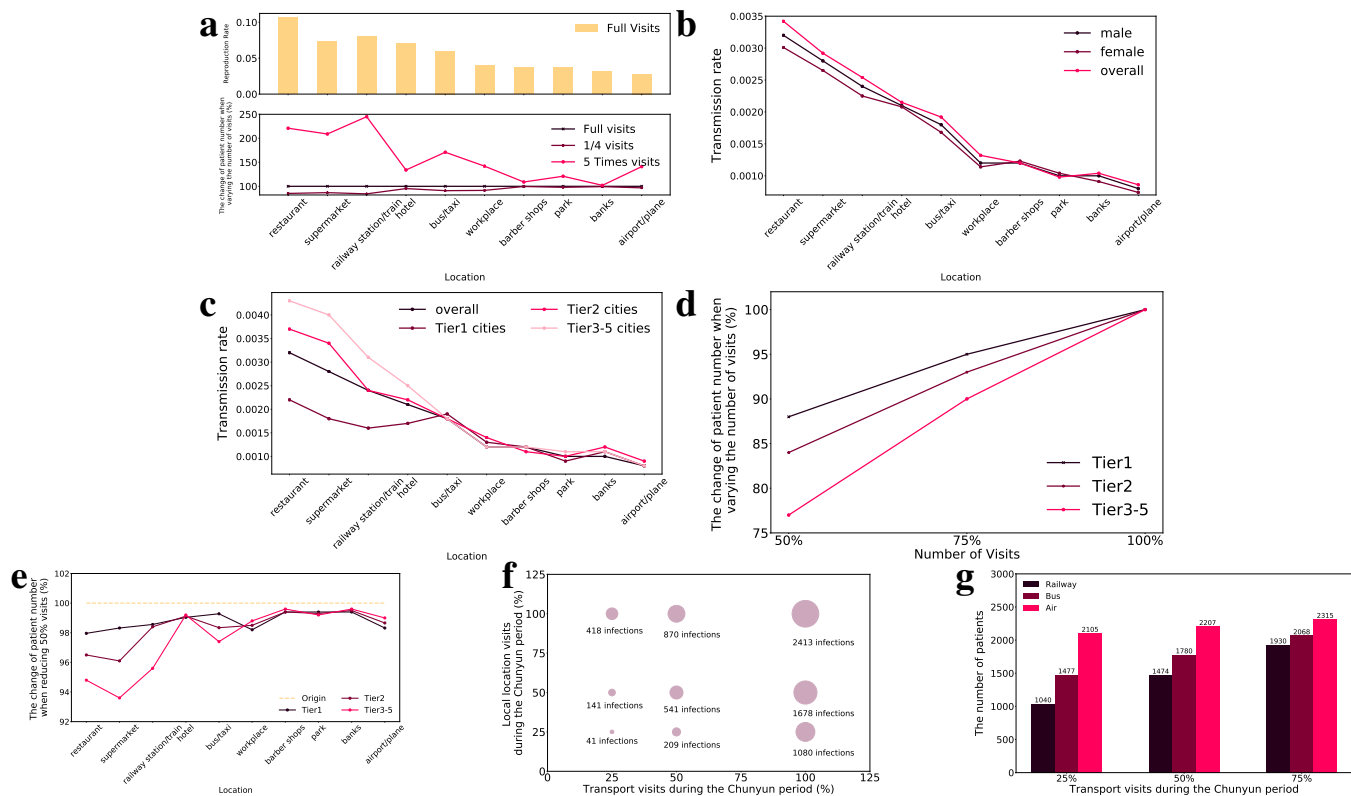 a
Reproduction Rate
0.10
0.05
0.00
Full Visits
The change of patient number when
varying the number of visits (%)
250
200
150
100
Full visits
1/4 visits
5 Times visits
restaurant
supermarket
railway station/train
hotel
bus/taxi
workplace
barber shops
park
banks
airport/plane
Location
b
Transmission rate
0.0035
0.0030
0.0025
0.0020
0.0015
0.0010
male
female
overall
restaurant
supermarket
railway station/train
hotel
bus/taxi
workplace
barber shops
park
banks
airport/plane
Location
c
Transmission rate
0.0040
0.0035
0.0030
0.0025
0.0020
0.0015
0.0010
overall
Tier1 cities
Tier2 cities
Tier3-5 cities
restaurant
supermarket
railway station/train
hotel
bus/taxi
workplace
barber shops
park
banks
airport/plane
Location
d
The change of patient number when
varying the number of visits (%)
100
95
90
85
80
75
Tier1
Tier2
Tier3-5
50%
75%
100%
Number of Visits
e
The change of patient number
when reducing 50% visits (%)
102
100
98
96
94
92
Origin
Tier1
Tier2
Tier3-5
restaurant
supermarket
railway station/train
hotel
bus/taxi
workplace
barber shops
park
banks
airport/plane
Location
f
Local location visits
during the Chunyun period (%)
125
100
75
50
25
0
418 infections
870 infections
2413 infections
141 infections
541 infections
1678 infections
41 infections
209 infections
1080 infections
0
25
50
75
100
125
Transport visits during the Chunyun period (%)
g
The number of patients
3000
2500
2000
1500
1000
500
0
Railway
Bus
Air
1040
1477
2105
1474
1780
2207
1930
2068
2315
25%
50%
75%
Transport visits during the Chunyun period